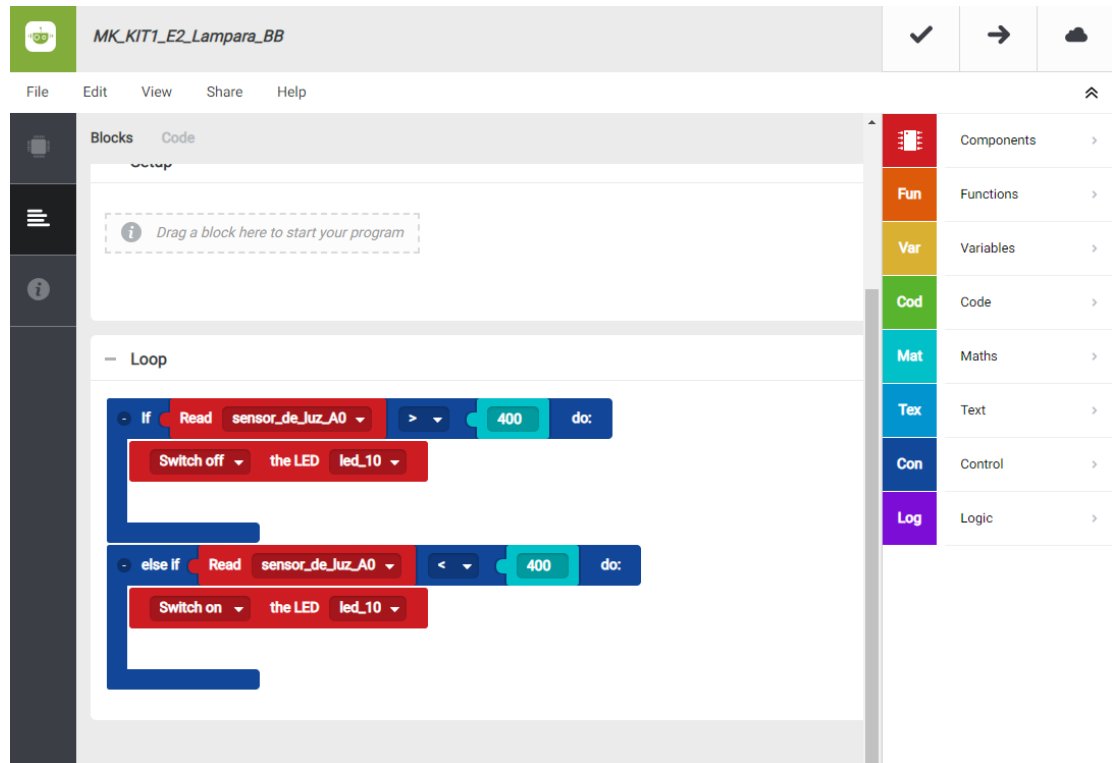 MK_KIT1_E2_Lampara_BB
File Edit View Share Help
Blocks Code
Setup
Drag a block here to start your program
Loop
If Read sensor_de_luz_A0 > 400 do:
Switch off the LED led_10
else if Read sensor_de_luz_A0 < 400 do:
Switch on the LED led_10
Components
Fun Functions
Var Variables
Cod Code
Mat Maths
Tex Text
Con Control
Log Logic